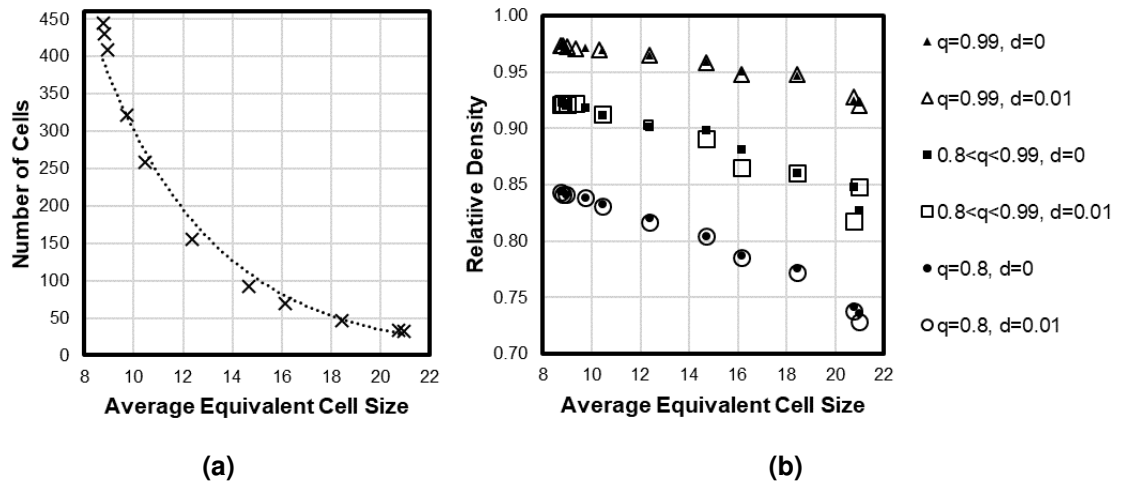 450
400
350
300
250
200
150
100
50
0
Number of Cells
8 10 12 14 16 18 20 22
Average Equivalent Cell Size
(a)
1.00
0.95
0.90
0.85
0.80
0.75
0.70
Relatiive Density
8 10 12 14 16 18 20 22
Average Equivalent Cell Size
(b)
q=0.99, d=0
q=0.99, d=0.01
0.8<q<0.99, d=0
0.8<q<0.99, d=0.01
q=0.8, d=0
q=0.8, d=0.01